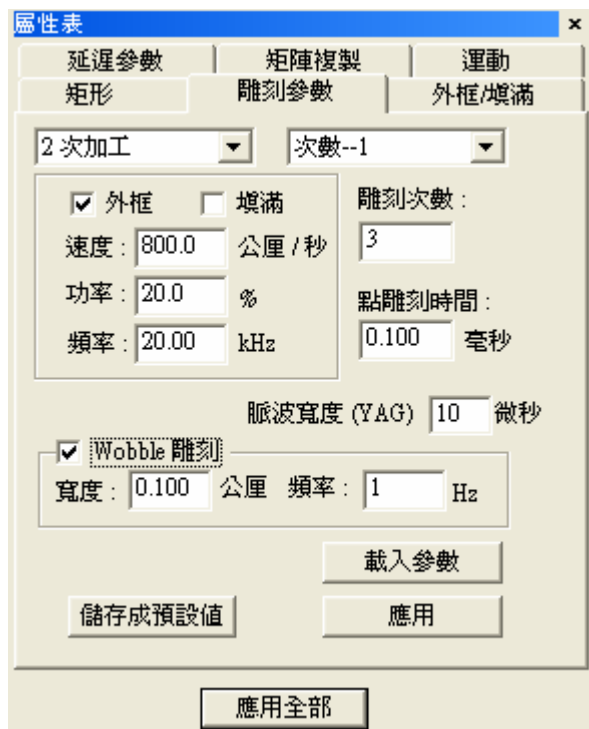 屬性表
延遲參數 矩陣複製 運動
矩形 雕刻參數 外框/填滿
2 次加工 次數--1
外框 填滿 雕刻次數：
速度：800.0 公厘 / 秒 3
功率：20.0 % 點雕刻時間：
頻率：20.00 kHz 0.100 毫秒
脈波寬度 (YAG) 10 微秒
Wobble 雕刻
寬度：0.100 公厘 頻率：1 Hz
載入參數
儲存成預設值 應用
應用全部